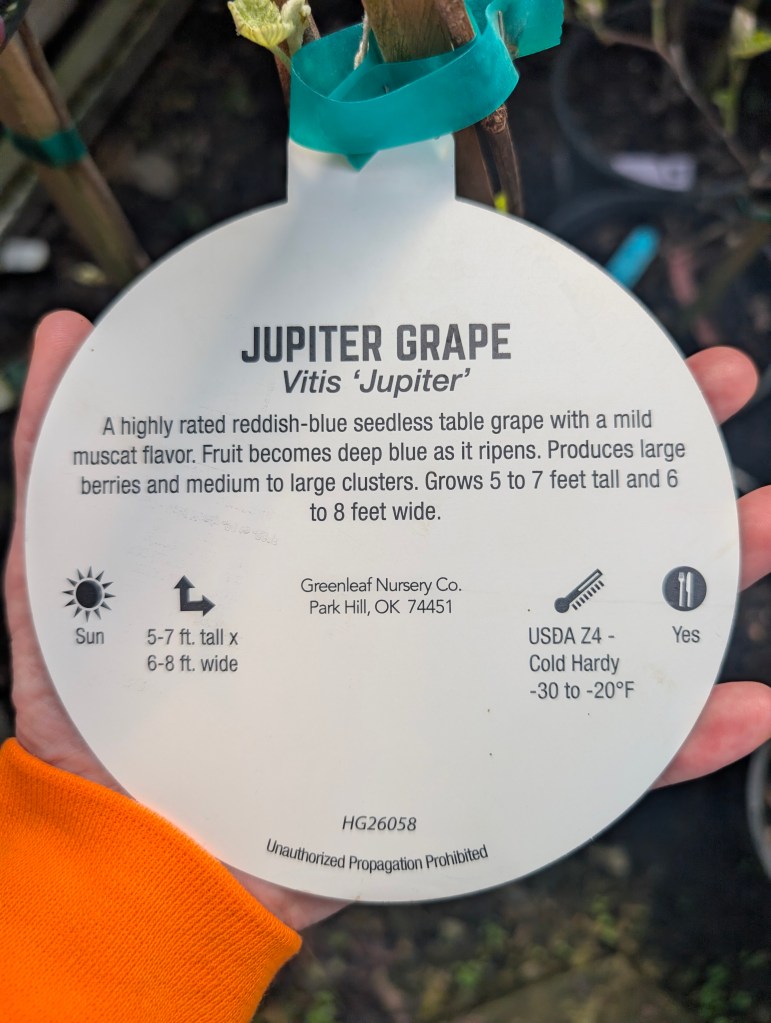 JUPITER GRAPE
Vitis ‘Jupiter’
A highly rated reddish-blue seedless table grape with a mild
muscat flavor. Fruit becomes deep blue as it ripens. Produces large
berries and medium to large clusters. Grows 5 to 7 feet tall and 6
to 8 feet wide.
Greenleaf Nursery Co.
Park Hill, OK 74451
Sun
5-7 ft. tall x
6-8 ft. wide
USDA Z4 -
Cold Hardy
-30 to -20°F
Yes
HG26058
Unauthorized Propagation Prohibited